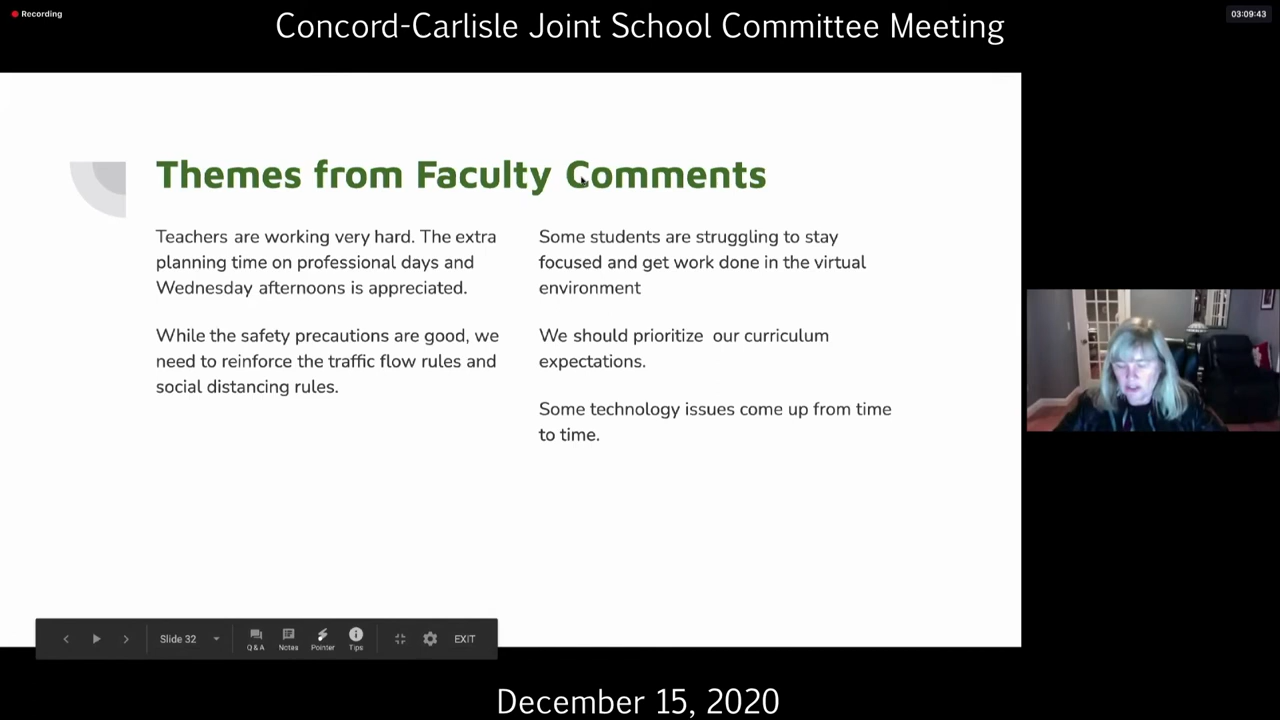 Recording
03:09:43
Concord-Carlisle Joint School Committee Meeting
Themes from Faculty Comments
Teachers are working very hard. The extra
planning time on professional days and
Wednesday afternoons is appreciated.
While the safety precautions are good, we
need to reinforce the traffic flow rules and
social distancing rules.
Some students are struggling to stay
focused and get work done in the virtual
environment
We should prioritize  our curriculum
expectations.
Some technology issues come up from time
to time.
Slide 32
Q & A
Notes
Pointer
Tips
EXIT
December 15, 2020